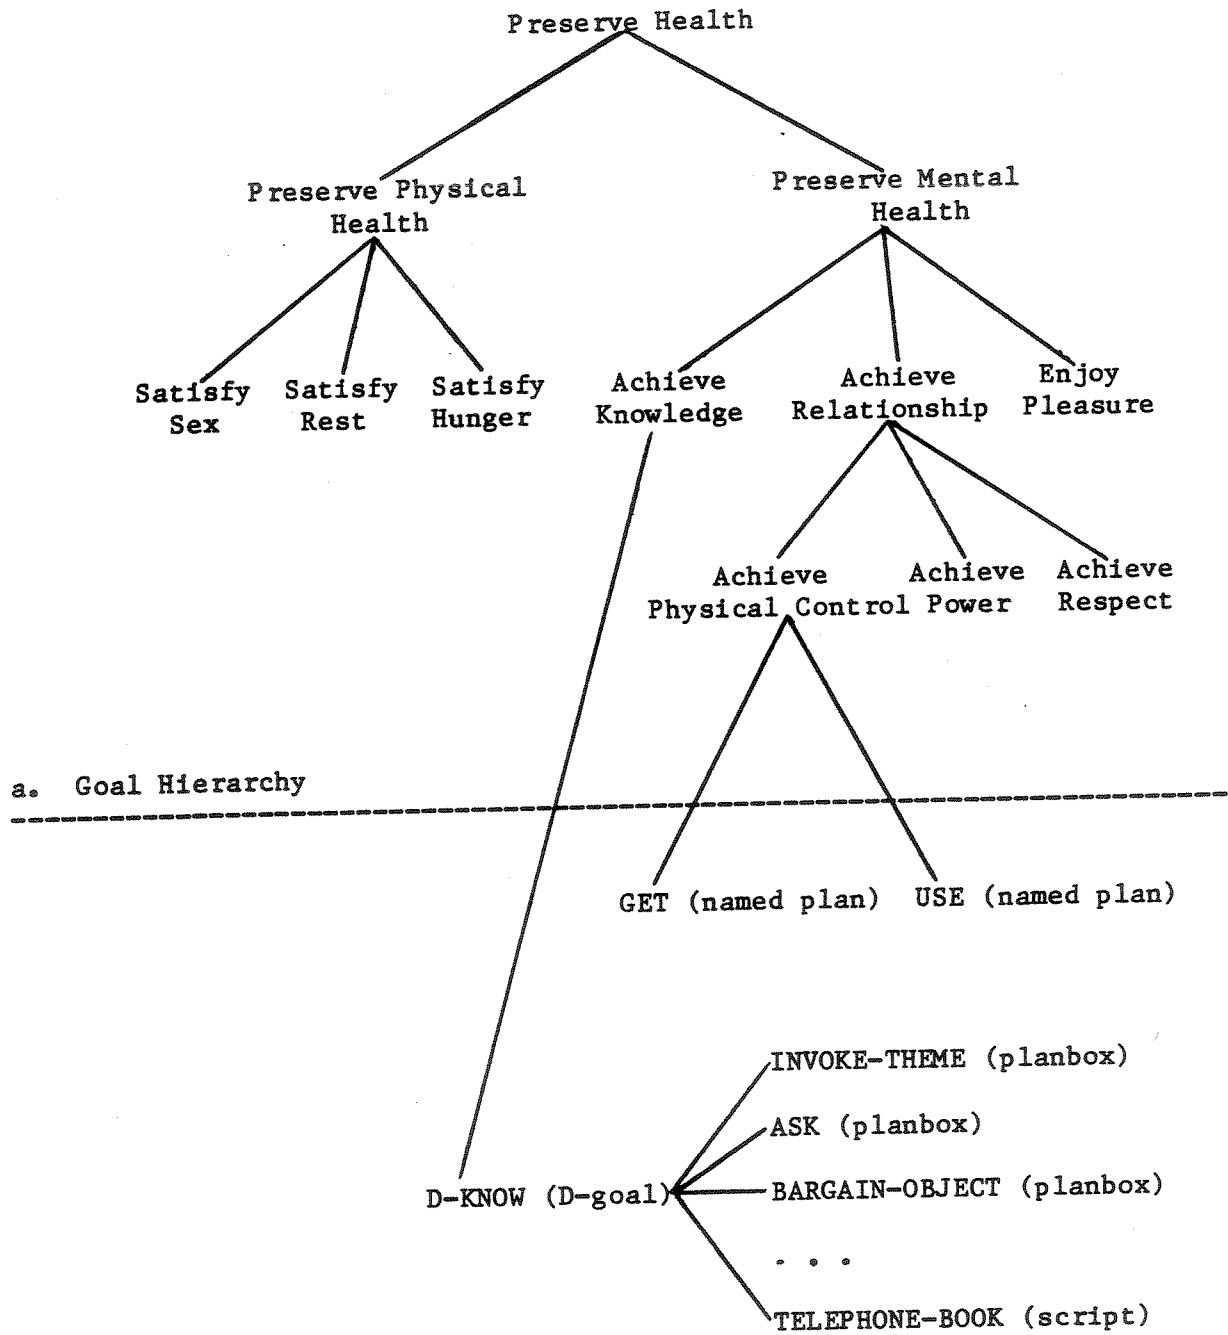 Preserve Health
Preserve Physical
Health
Preserve Mental
Health
Satisfy
Sex
Satisfy
Rest
Satisfy
Hunger
Achieve
Knowledge
Achieve
Relationship
Enjoy
Pleasure
Achieve
Physical Control
Achieve
Power
Achieve
Respect
a. Goal Hierarchy
GET (named plan)
USE (named plan)
INVOKE-THEME (planbox)
ASK (planbox)
D-KNOW (D-goal)
BARGAIN-OBJECT (planbox)
. . .
TELEPHONE-BOOK (script)